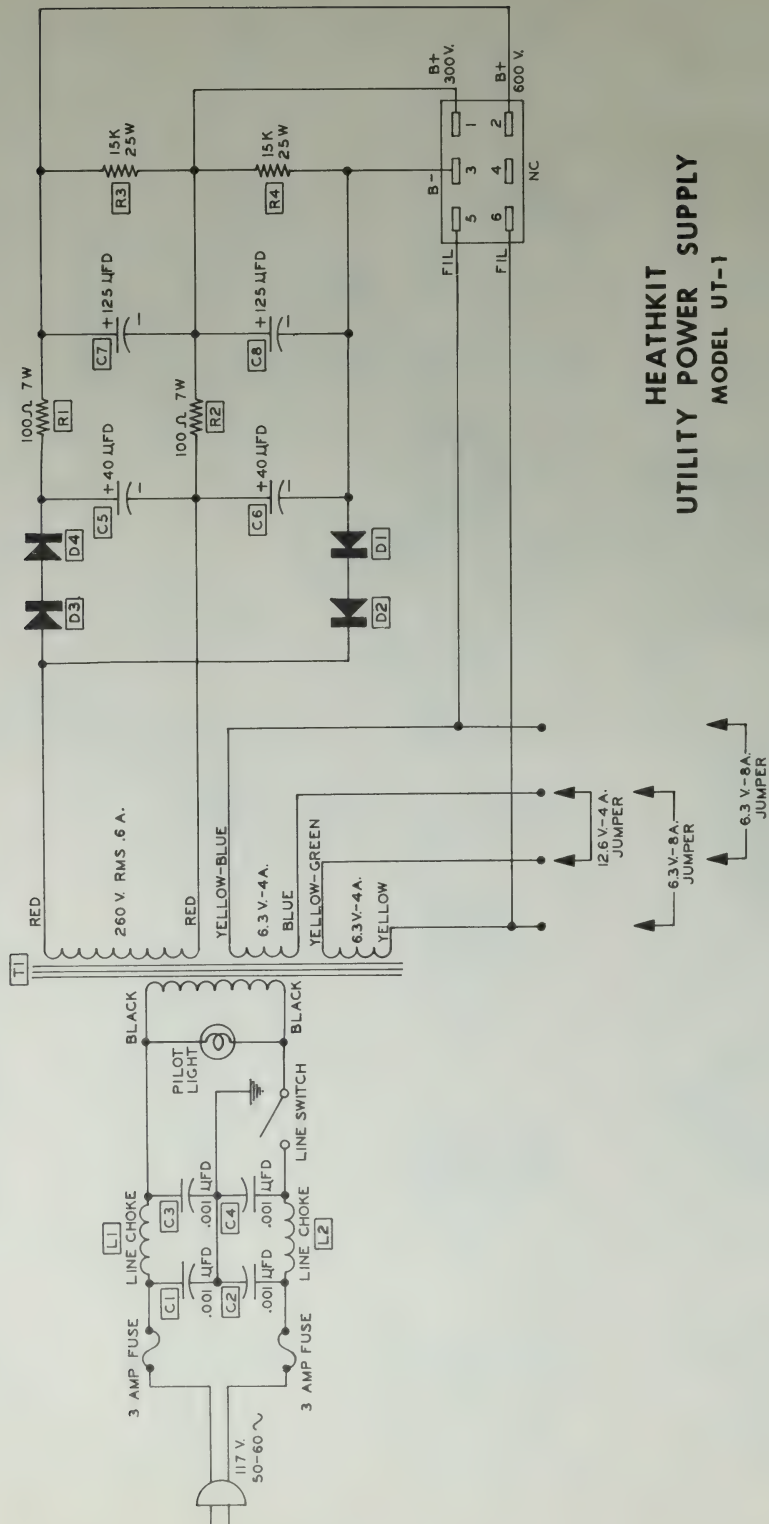 117 V.
50-60 ~
3 AMP FUSE
3 AMP FUSE
L1
LINE CHOKE
C1
.001 µFD
C3
.001 µFD
C2
.001 µFD
C4
.001 µFD
LINE CHOKE
L2
LINE SWITCH
PILOT
LIGHT
BLACK
BLACK
T1
RED
260 V. RMS .6 A.
RED
YELLOW-BLUE
6.3 V.-4A.
BLUE
YELLOW-GREEN
6.3V.-4A.
YELLOW
12.6 V.-4 A.
JUMPER
6.3V.-8A.
JUMPER
6.3 V.-8A.
JUMPER
D3
D4
D2
D1
100Ω 7W
R1
C5
+40 µFD
–
100Ω 7W
R2
C6
+40 µFD
–
C7
+125 µFD
–
C8
+125 µFD
–
R3
15K
25W
R4
15K
25W
B-
B+
300 V.
B+
600 V.
FIL
5
3
1
6
4
2
FIL
NC
HEATHKIT
UTILITY POWER SUPPLY
MODEL UT-1